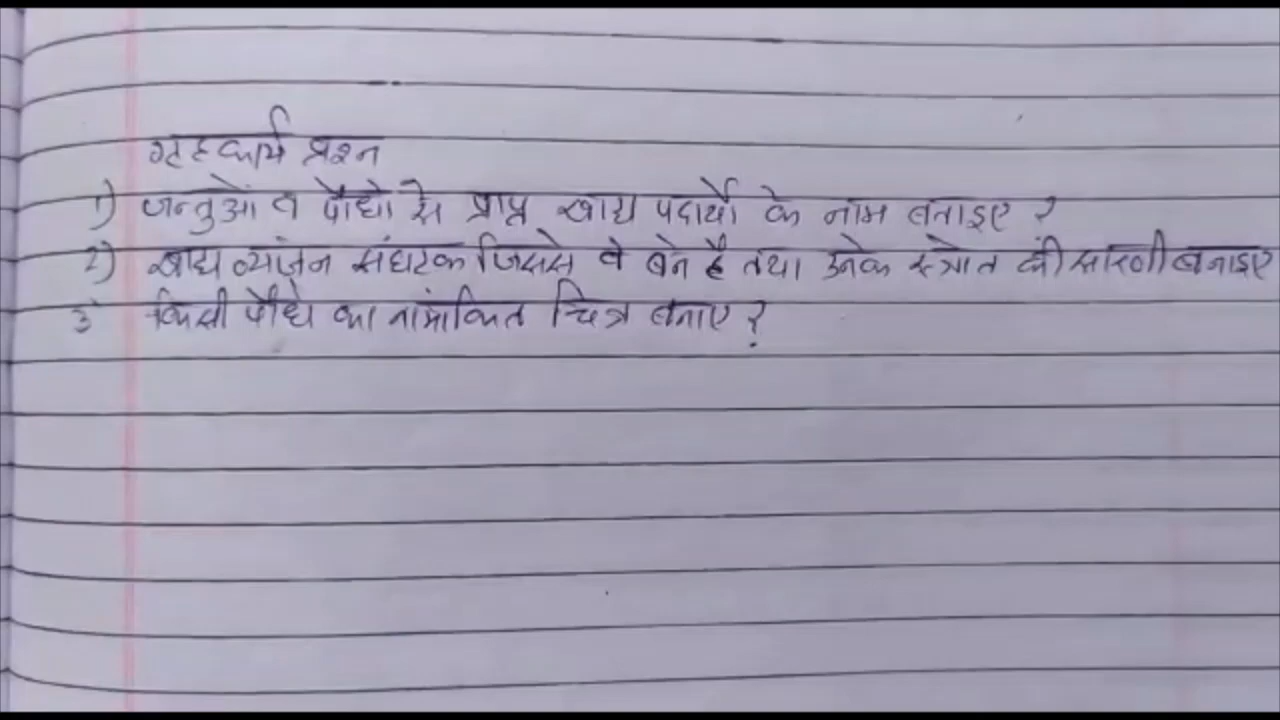 गृहकार्य प्रश्न
1) जन्तुओं व पौधों से प्राप्त खाद्य पदार्थों के नाम बताइए ?
2) खाद्य व्यंजन संघटक जिससे वे बने है तथा उनके स्त्रोत की सारणी बनाइए
3 किसी पौधे का नामांकित चित्र बनाए ?